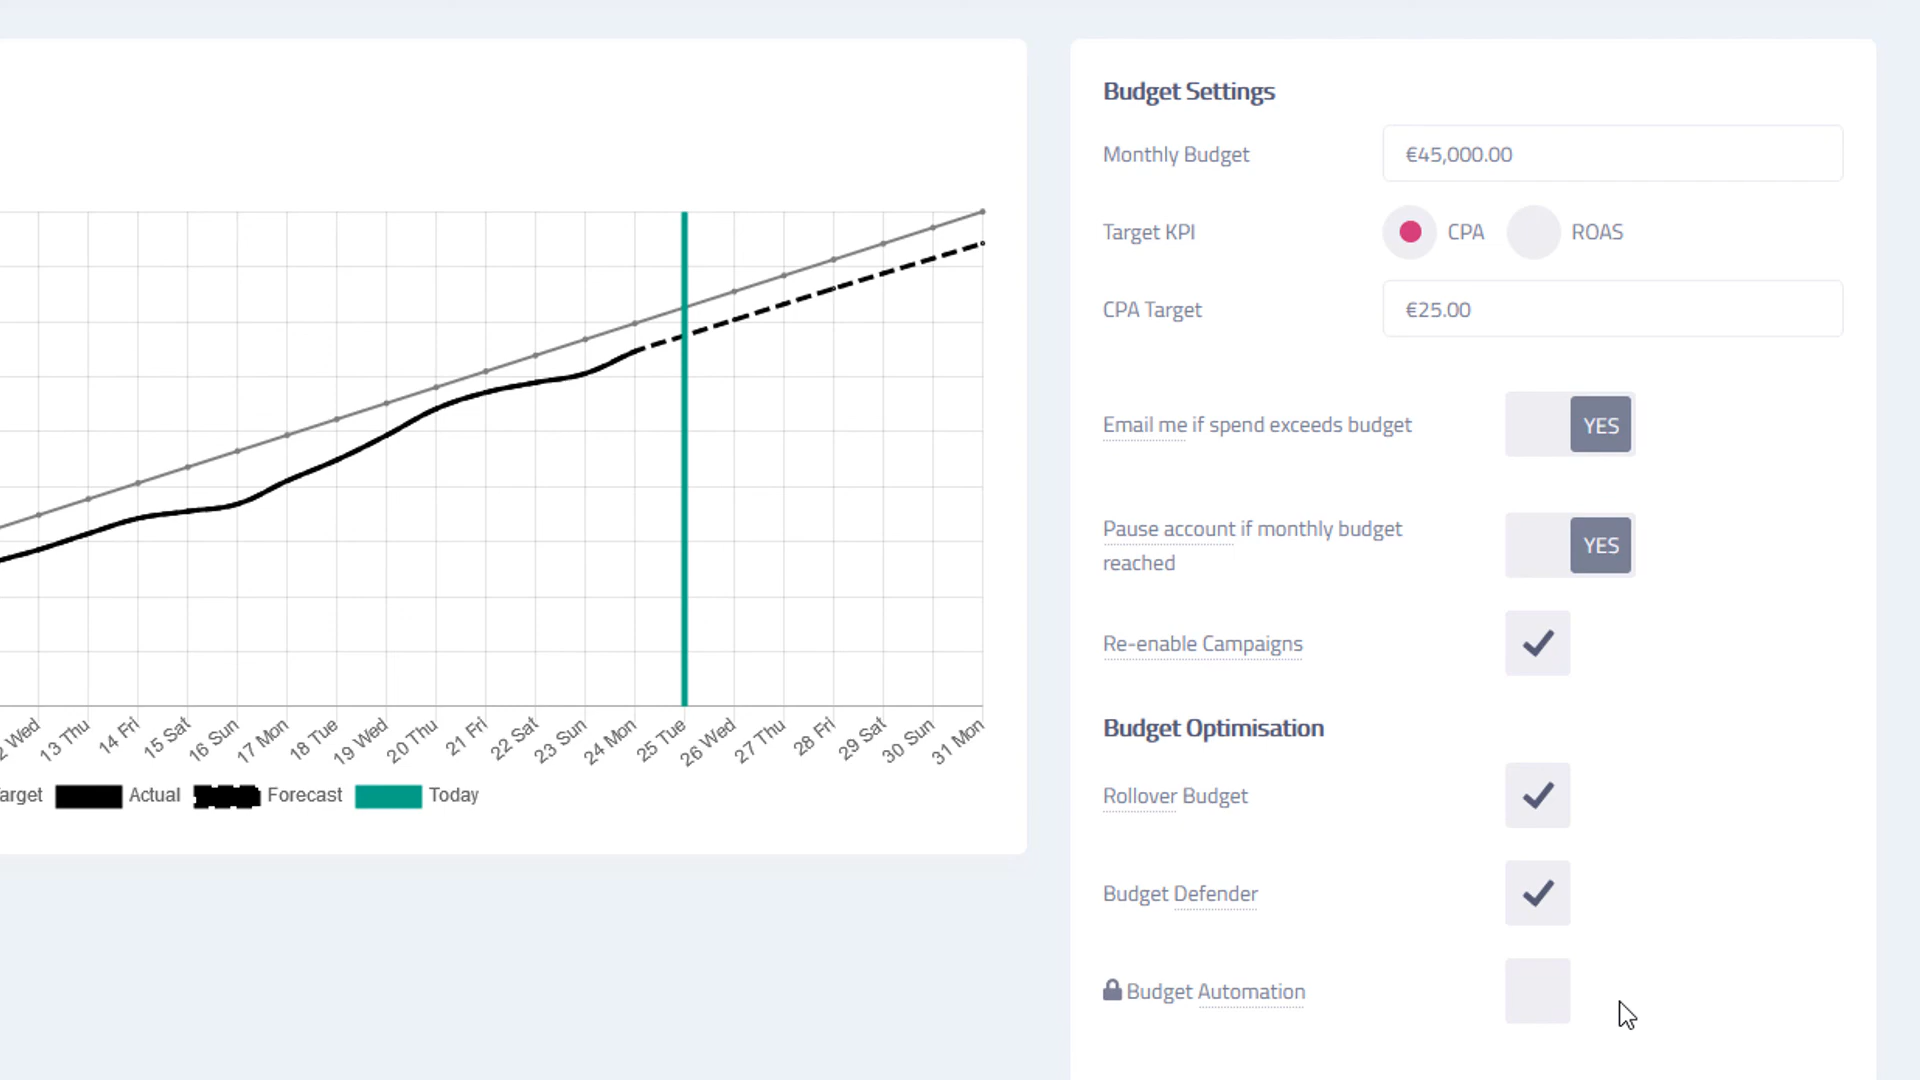 Budget Settings
Monthly Budget
€45,000.00
Target KPI
CPA
ROAS
CPA Target
€25.00
Email me if spend exceeds budget
YES
Pause account if monthly budget
reached
YES
Re-enable Campaigns
Budget Optimisation
Rollover Budget
Budget Defender
Budget Automation
2 Wed
13 Thu
14 Fri
15 Sat
16 Sun
17 Mon
18 Tue
19 Wed
20 Thu
21 Fri
22 Sat
23 Sun
24 Mon
25 Tue
26 Wed
27 Thu
28 Fri
29 Sat
30 Sun
31 Mon
arget
Actual
Forecast
Today